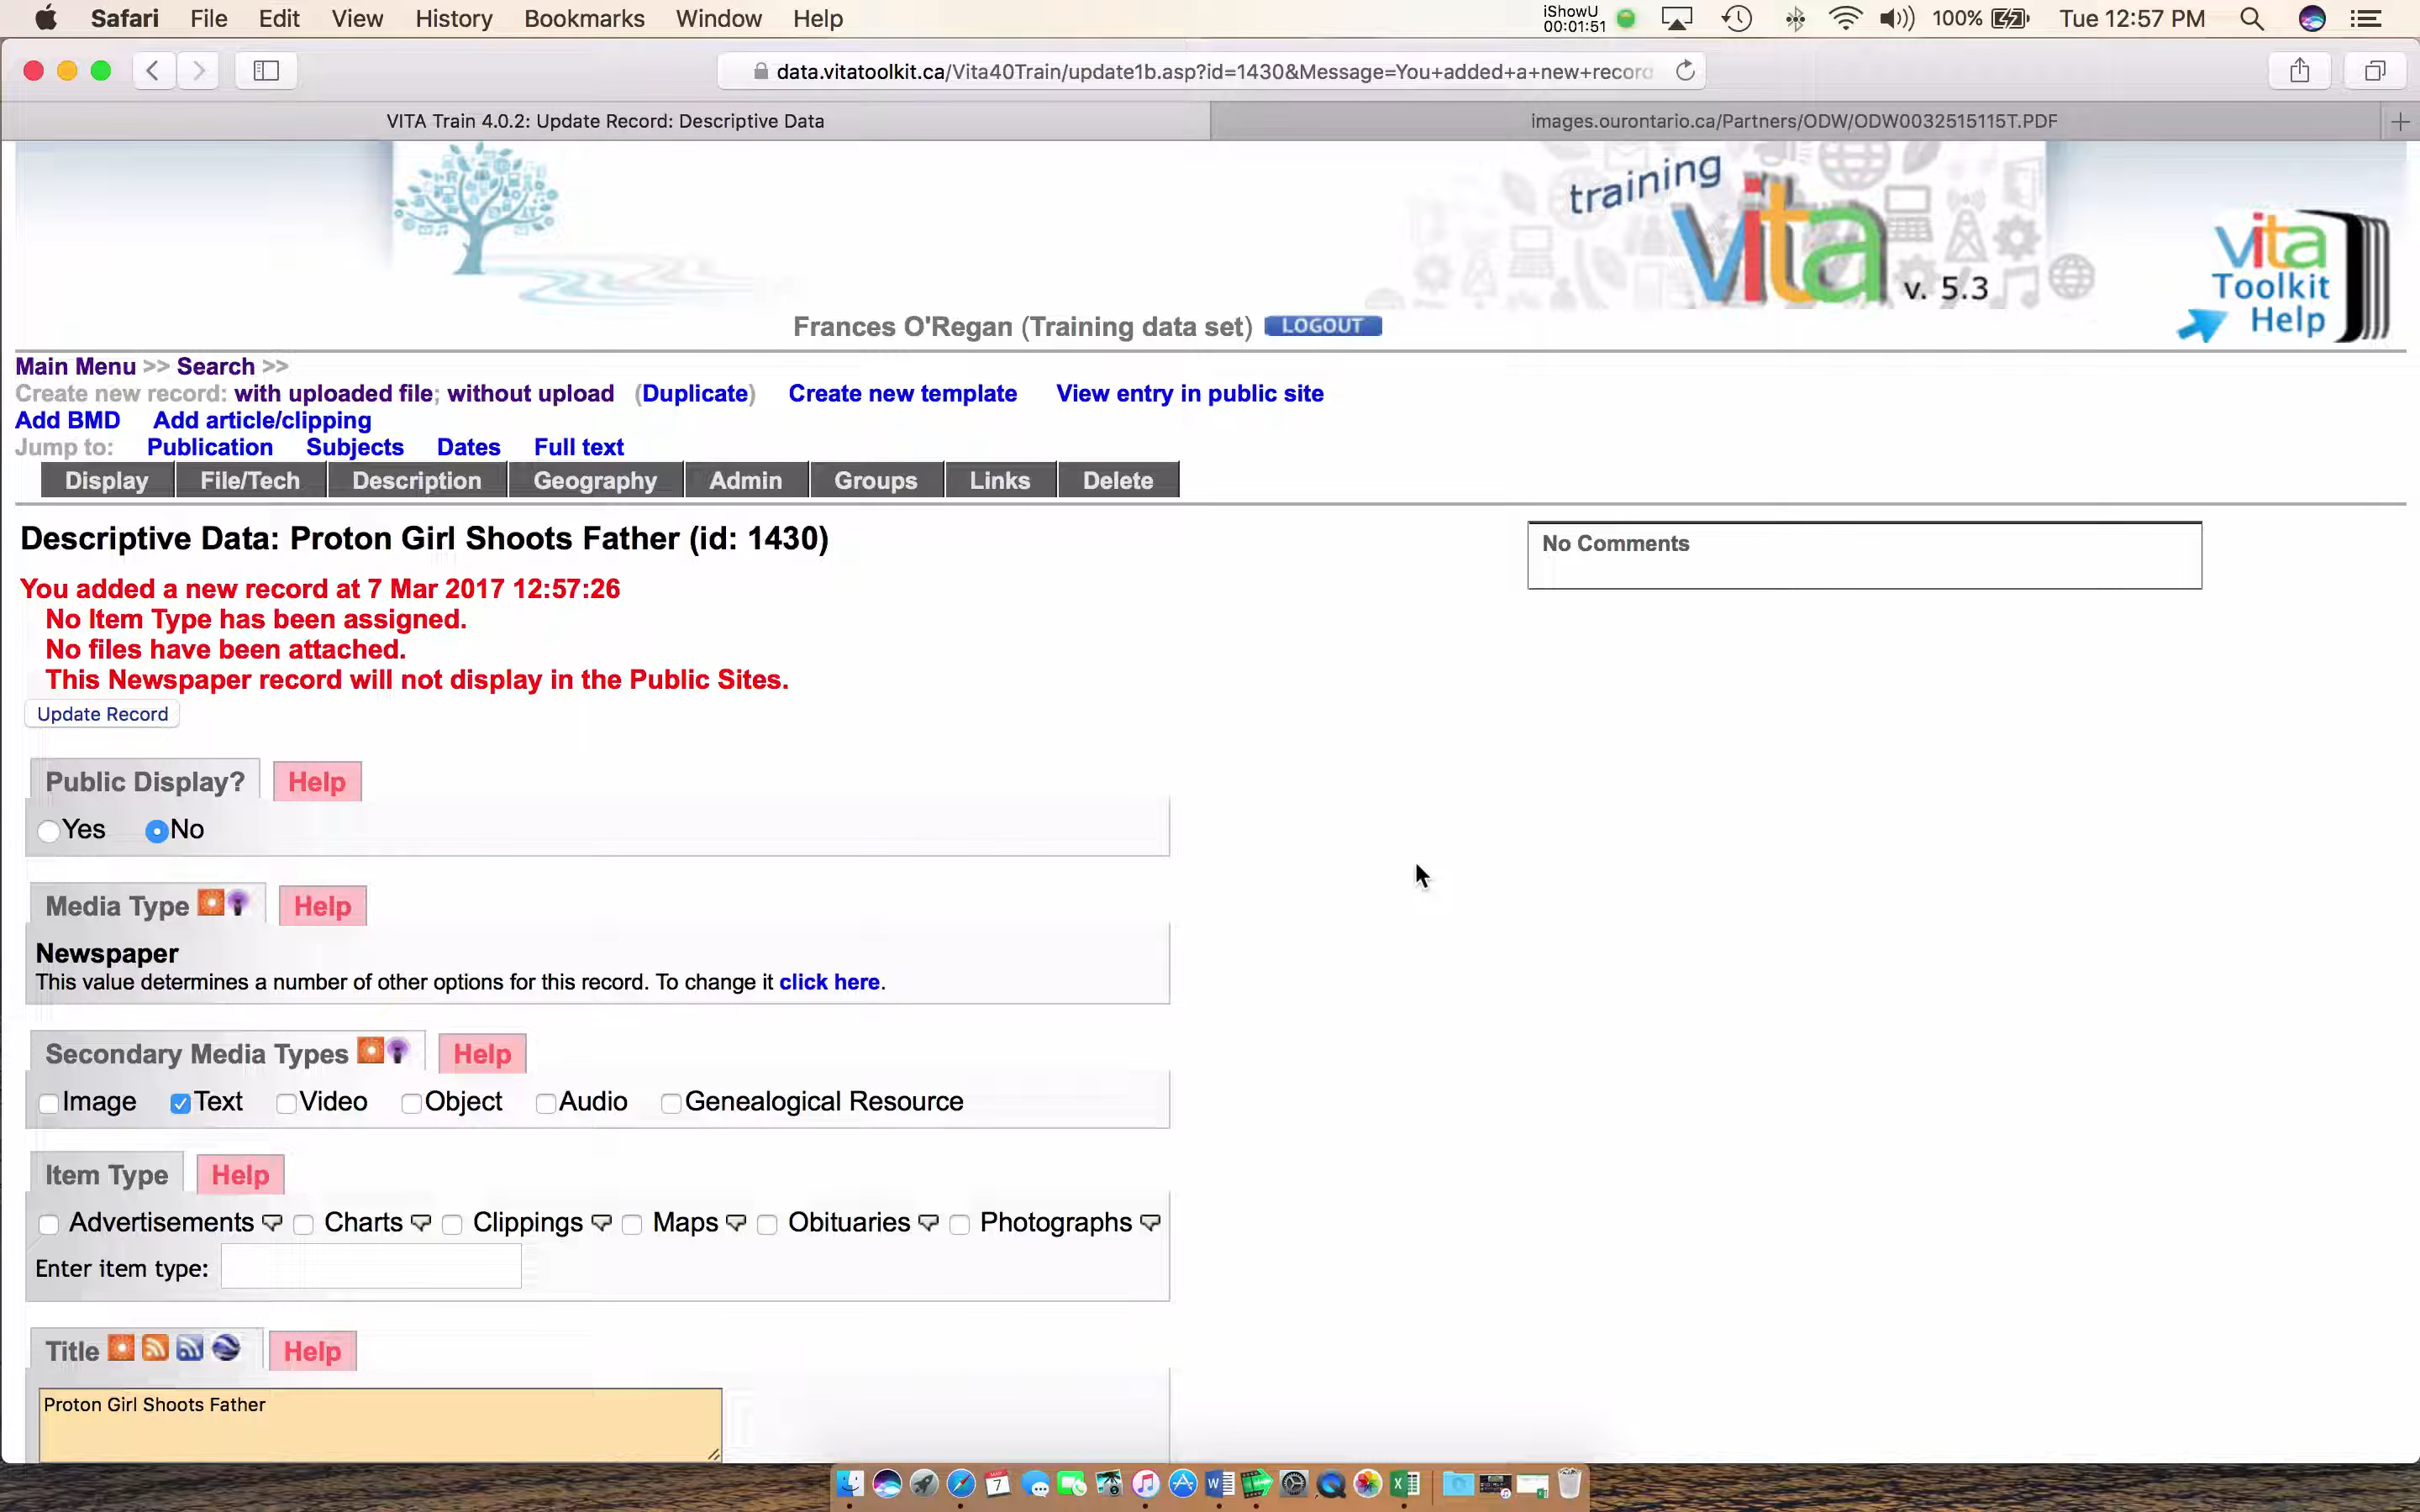 Safari File Edit View History Bookmarks Window Help
iShowU
00:01:51
100% Tue 12:57 PM
data.vitatoolkit.ca/Vita40Train/update1b.asp?id=1430&Message=You+added+a+new+record
VITA Train 4.0.2: Update Record: Descriptive Data
images.ourontario.ca/Partners/ODW/ODW0032515115T.PDF
training
vita v. 5.3
vita
Toolkit
Help
Frances O'Regan (Training data set) LOGOUT
Main Menu >> Search >>
Create new record: with uploaded file; without upload (Duplicate) Create new template View entry in public site
Add BMD Add article/clipping
Jump to: Publication Subjects Dates Full text
Display File/Tech Description Geography Admin Groups Links Delete
Descriptive Data: Proton Girl Shoots Father (id: 1430)
No Comments
You added a new record at 7 Mar 2017 12:57:26
No Item Type has been assigned.
No files have been attached.
This Newspaper record will not display in the Public Sites.
Update Record
Public Display? Help
Yes No
Media Type Help
Newspaper
This value determines a number of other options for this record. To change it click here.
Secondary Media Types Help
Image Text Video Object Audio Genealogical Resource
Item Type Help
Advertisements Charts Clippings Maps Obituaries Photographs
Enter item type:
Title Help
Proton Girl Shoots Father
7